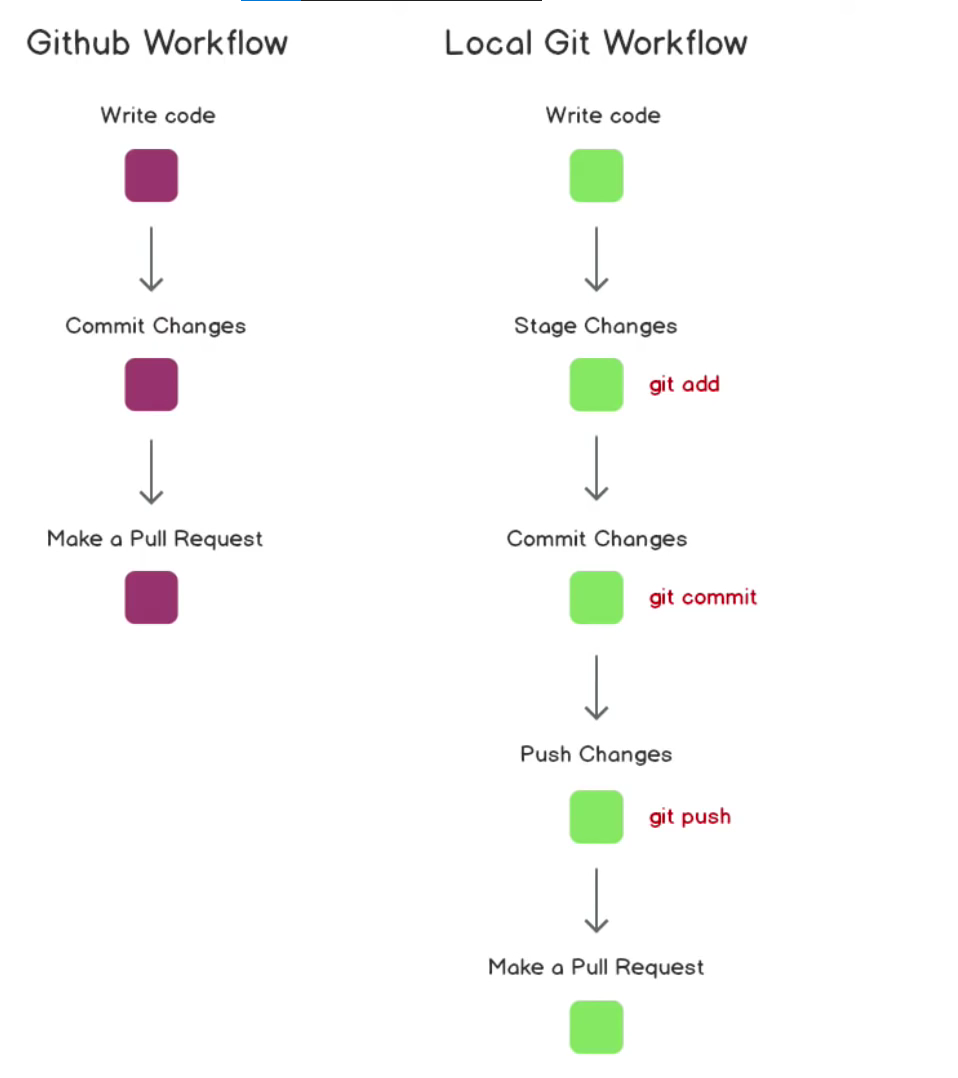 Github Workflow
Write code
Commit Changes
Make a Pull Request
Local Git Workflow
Write code
Stage Changes
git add
Commit Changes
git commit
Push Changes
git push
Make a Pull Request